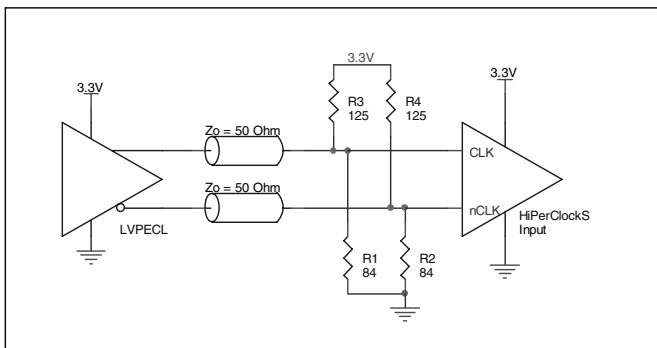 3.3V
3.3V
3.3V
R3
125
R4
125
Zo = 50 Ohm
CLK
Zo = 50 Ohm
nCLK
HiPerClockS
Input
LVPECL
R1
84
R2
84